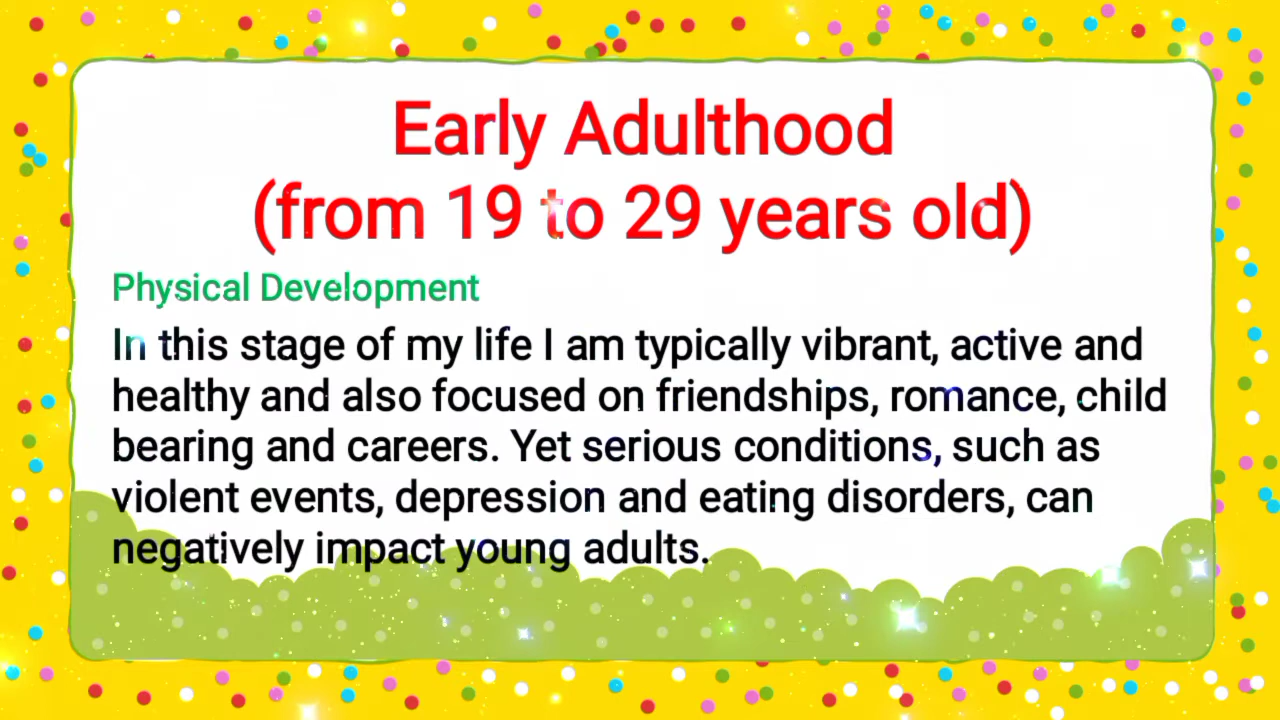 Early Adulthood
(from 19 to 29 years old)
Physical Development
In this stage of my life I am typically vibrant, active and
healthy and also focused on friendships, romance, child
bearing and careers. Yet serious conditions, such as
violent events, depression and eating disorders, can
negatively impact young adults.